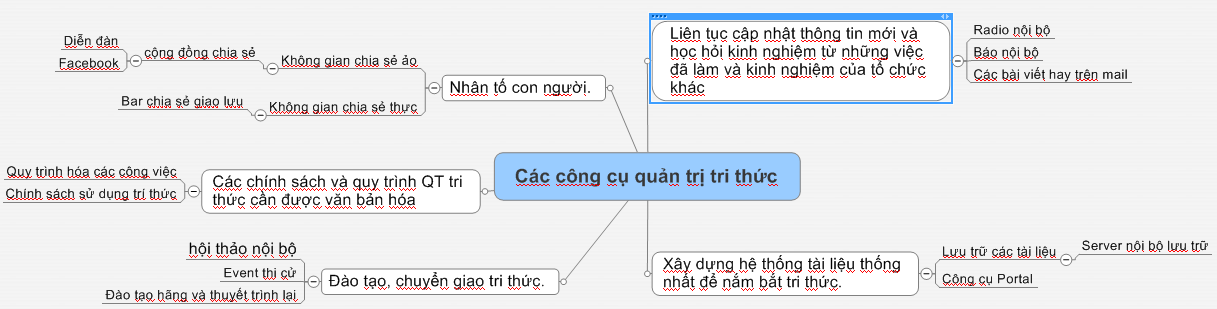 Các công cụ quản trị tri thức
Liên tục cập nhật thông tin mới và
học hỏi kinh nghiệm từ những việc
đã làm và kinh nghiệm của tổ chức
khác
Radio nội bộ
Báo nội bộ
Các bài viết hay trên mail
Xây dựng hệ thống tài liệu thống
nhất để nắm bắt tri thức.
Lưu trữ các tài liệu
Server nội bộ lưu trữ
Công cụ Portal
Nhân tố con người.
Không gian chia sẻ ảo
cộng đồng chia sẻ
Diễn đàn
Facebook
Không gian chia sẻ thực
Bar chia sẻ giao lưu
Các chính sách và quy trình QT tri
thức cần được văn bản hóa
Quy trình hóa các công việc
Chính sách sử dụng trí thức
Đào tạo, chuyển giao tri thức.
hội thảo nội bộ
Event thi cử
Đào tạo hãng và thuyết trình lại